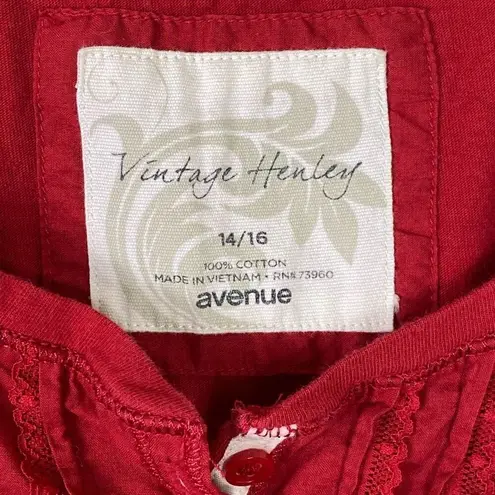 Vintage Henley
14/16
100% COTTON
MADE IN VIETNAM • RN# 73960
avenue